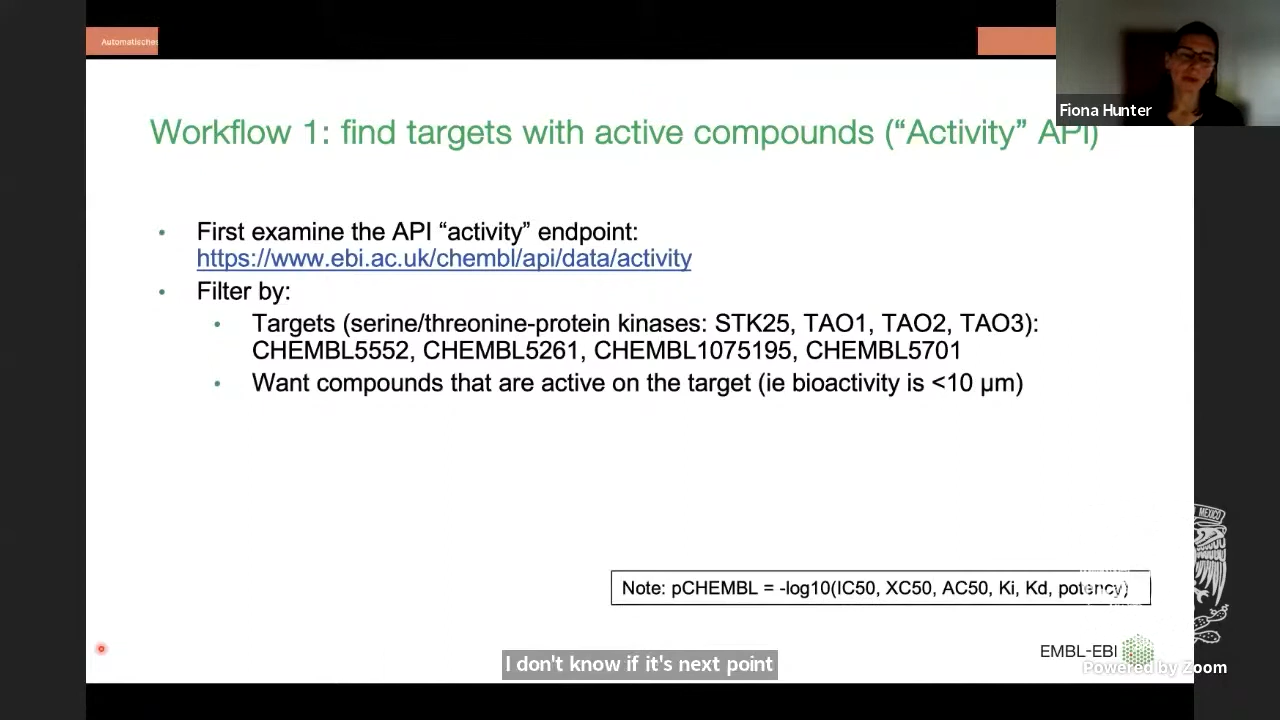 Automatisches
Fiona Hunter
Workflow 1: find targets with active compounds (“Activity” API)
• First examine the API “activity” endpoint:
https://www.ebi.ac.uk/chembl/api/data/activity
• Filter by:
• Targets (serine/threonine-protein kinases: STK25, TAO1, TAO2, TAO3):
CHEMBL5552, CHEMBL5261, CHEMBL1075195, CHEMBL5701
• Want compounds that are active on the target (ie bioactivity is <10 μm)
MEXICO
Note: pCHEMBL = -log10(IC50, XC50, AC50, Ki, Kd, potency)
EMBL-EBI
I don't know if it's next point
Powered by Zoom